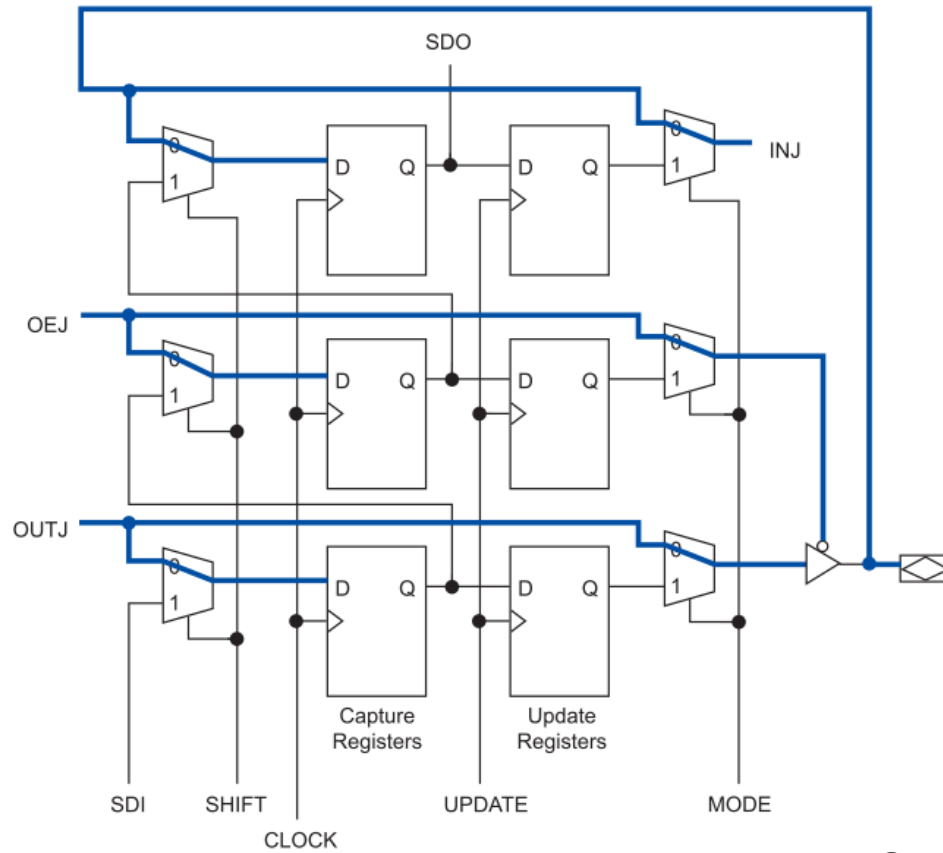 SDO
0
0
INJ
1
D
Q
D
Q
1
OEJ
0
0
1
D
Q
D
Q
1
OUTJ
0
0
1
D
Q
D
Q
1
Capture
Registers
Update
Registers
SDI
SHIFT
UPDATE
MODE
CLOCK